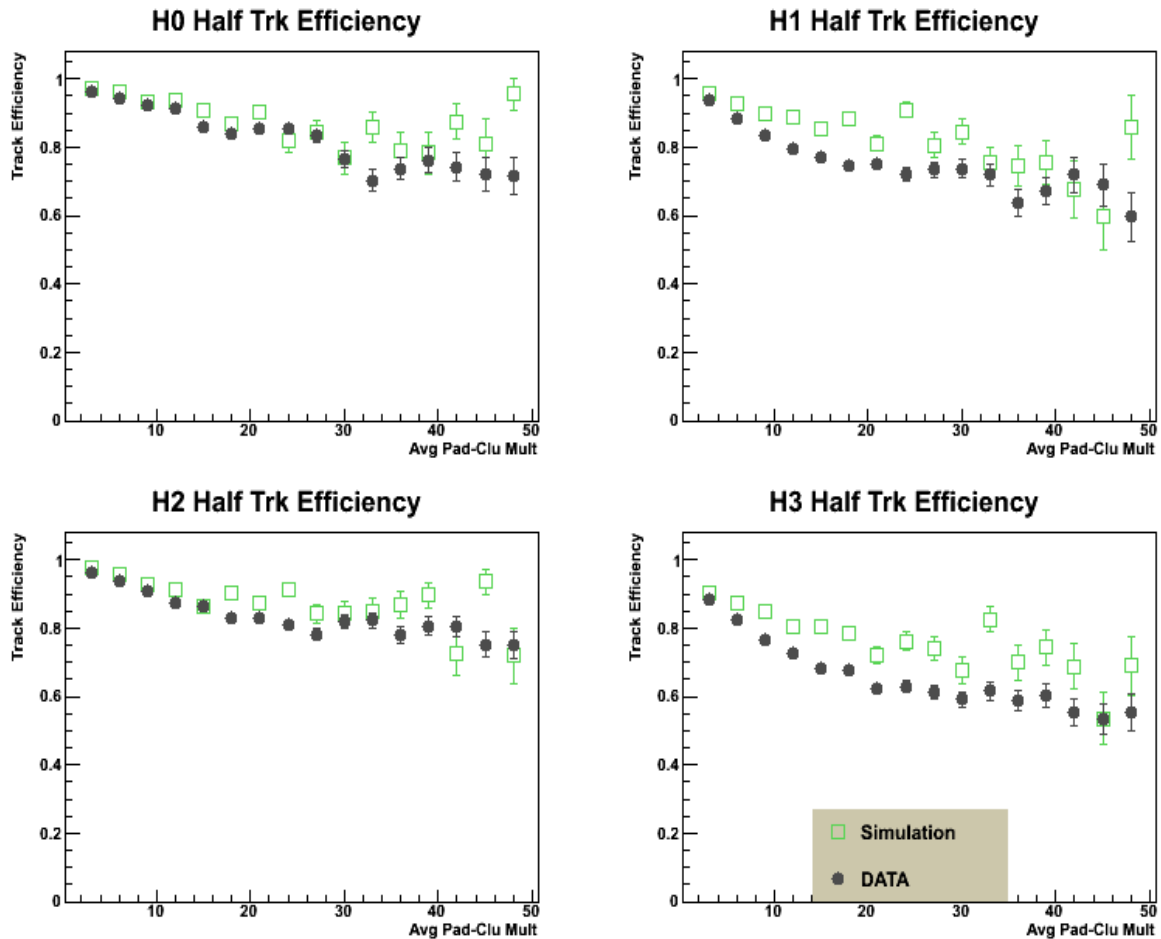 H0 Half Trk Efficiency
Track Efficiency
1
0.8
0.6
0.4
0.2
0
10 20 30 40 50
Avg Pad-Clu Mult
H1 Half Trk Efficiency
Track Efficiency
1
0.8
0.6
0.4
0.2
0
10 20 30 40 50
Avg Pad-Clu Mult
H2 Half Trk Efficiency
Track Efficiency
1
0.8
0.6
0.4
0.2
0
10 20 30 40 50
Avg Pad-Clu Mult
H3 Half Trk Efficiency
Track Efficiency
1
0.8
0.6
0.4
0.2
0
Simulation
DATA
10 20 30 40 50
Avg Pad-Clu Mult